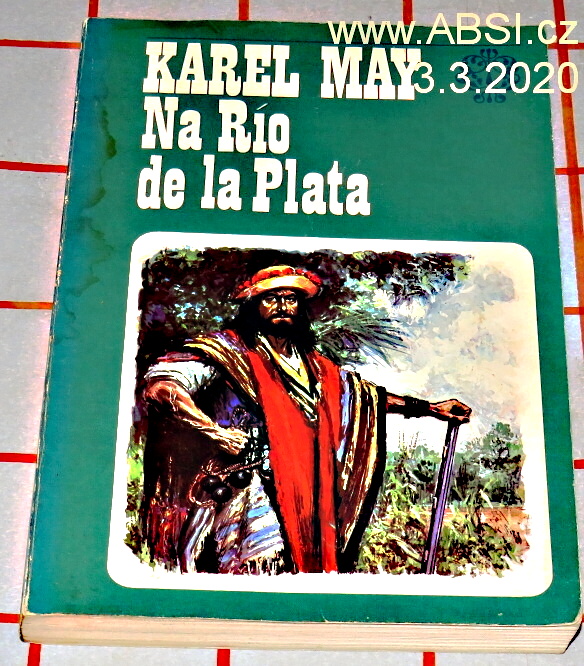 www.ABSI.cz
3.3.2020
KAREL MAY
Na Río
de la Plata